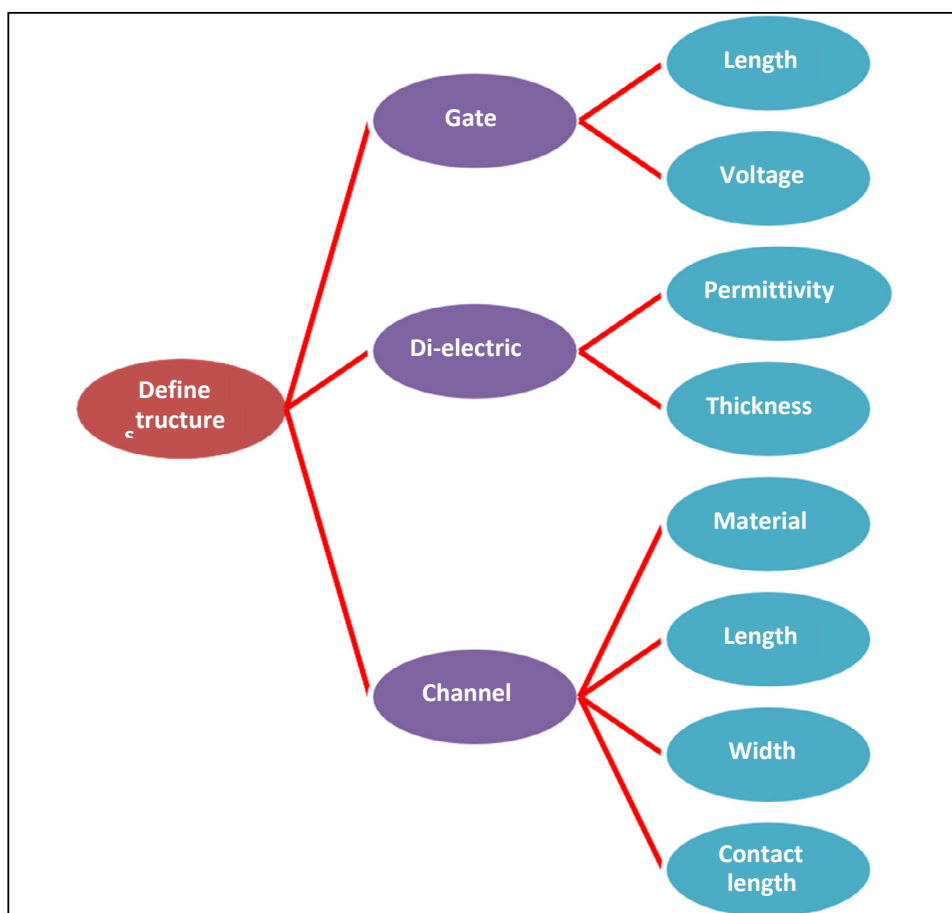 Length
Gate
Voltage
Permittivity
Di-electric
Thickness
Define
tructure
s
Material
Length
Channel
Width
Contact
length